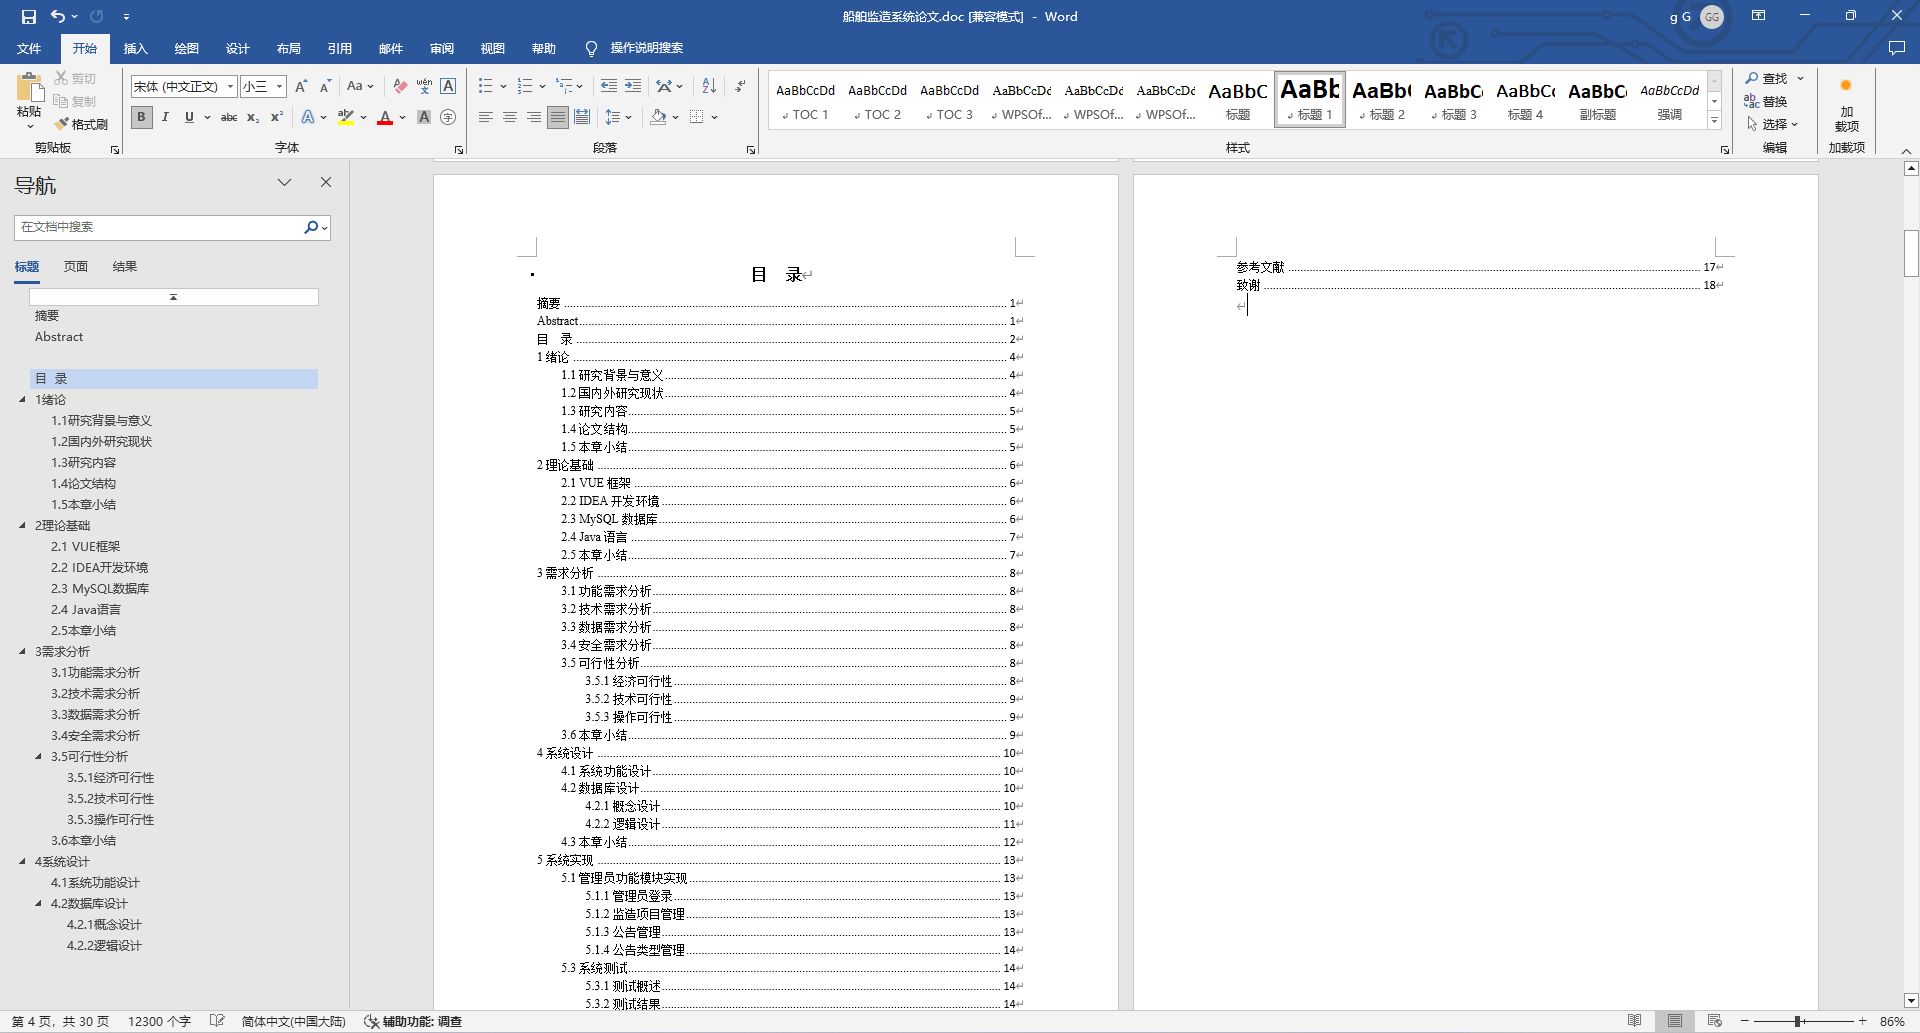 船舶监造系统论文.doc [兼容模式] - Word
g G GG
文件 开始 插入 绘图 设计 布局 引用 邮件 审阅 视图 帮助 操作说明搜索
粘贴 剪切 复制 格式刷
宋体 (中文正文) 小三
AaBbCcDd AaBbCcDd AaBbCcDd AaBbCcDd AaBbCcDd AaBbCcDd AaBbC AaBb AaBb( AaBbC AaBbC AaBbC AaBbCcDd
TOC 1 TOC 2 TOC 3 WPSOf... WPSOf... WPSOf... 标题 标题 1 标题 2 标题 3 标题 4 副标题 强调
查找 替换 选择
加载项
剪贴板 字体 段落 样式 编辑 加载项
导航
在文档中搜索
标题 页面 结果
摘要
Abstract
目 录
1绪论
1.1研究背景与意义
1.2国内外研究现状
1.3研究内容
1.4论文结构
1.5本章小结
2理论基础
2.1 VUE框架
2.2 IDEA开发环境
2.3 MySQL数据库
2.4 Java语言
2.5本章小结
3需求分析
3.1功能需求分析
3.2技术需求分析
3.3数据需求分析
3.4安全需求分析
3.5可行性分析
3.5.1经济可行性
3.5.2技术可行性
3.5.3操作可行性
3.6本章小结
4系统设计
4.1系统功能设计
4.2数据库设计
4.2.1概念设计
4.2.2逻辑设计
目 录
摘要 1
Abstract 1
目 录 2
1 绪论 4
1.1 研究背景与意义 4
1.2 国内外研究现状 4
1.3 研究内容 5
1.4 论文结构 5
1.5 本章小结 5
2 理论基础 6
2.1 VUE 框架 6
2.2 IDEA 开发环境 6
2.3 MySQL 数据库 6
2.4 Java 语言 7
2.5 本章小结 7
3 需求分析 8
3.1 功能需求分析 8
3.2 技术需求分析 8
3.3 数据需求分析 8
3.4 安全需求分析 8
3.5 可行性分析 8
3.5.1 经济可行性 8
3.5.2 技术可行性 9
3.5.3 操作可行性 9
3.6 本章小结 9
4 系统设计 10
4.1 系统功能设计 10
4.2 数据库设计 10
4.2.1 概念设计 10
4.2.2 逻辑设计 11
4.3 本章小结 12
5 系统实现 13
5.1 管理员功能模块实现 13
5.1.1 管理员登录 13
5.1.2 监造项目管理 13
5.1.3 公告管理 13
5.1.4 公告类型管理 14
5.3 系统测试 14
5.3.1 测试概述 14
5.3.2 测试结果 14
参考文献 17
致谢 18
第 4 页，共 30 页 12300 个字 简体中文(中国大陆) 辅助功能: 调查 86%